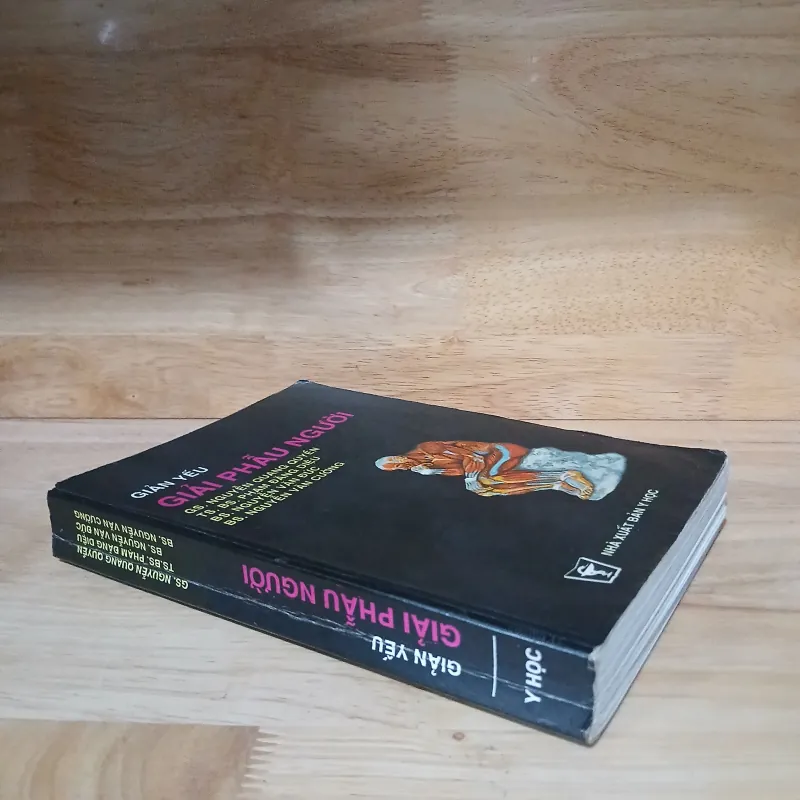 GIẢN YẾU
GIẢI PHẪU NGƯỜI
GS. NGUYỄN QUANG QUYỀN
TS. BS. PHẠM ĐĂNG DIỆU
BS. NGUYỄN VĂN ĐỨC
BS. NGUYỄN VĂN CƯỜNG
NHÀ XUẤT BẢN Y HỌC
GS. NGUYỄN QUANG QUYỀN
TS.BS. PHẠM ĐĂNG DIỆU
BS. NGUYỄN VĂN ĐỨC
BS. NGUYỄN VĂN CƯỜNG
GIẢN YẾU
GIẢI PHẪU NGƯỜI
Y HỌC